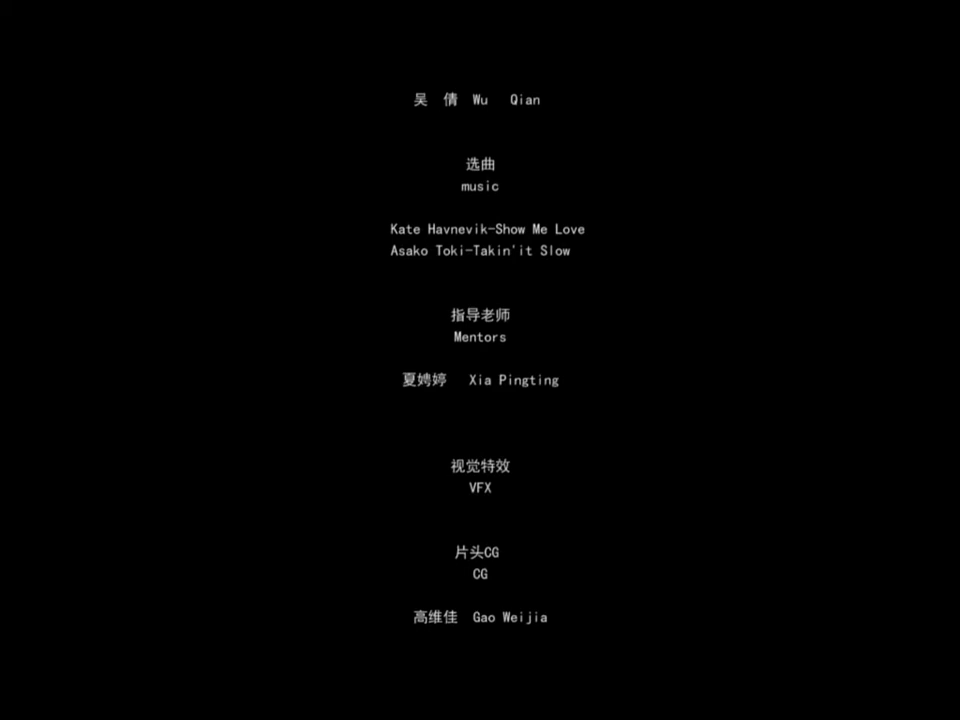 吴 倩 Wu Qian
选曲
music
Kate Havnevik-Show Me Love
Asako Toki-Takin'it Slow
指导老师
Mentors
夏娉婷 Xia Pingting
视觉特效
VFX
片头CG
CG
高维佳 Gao Weijia